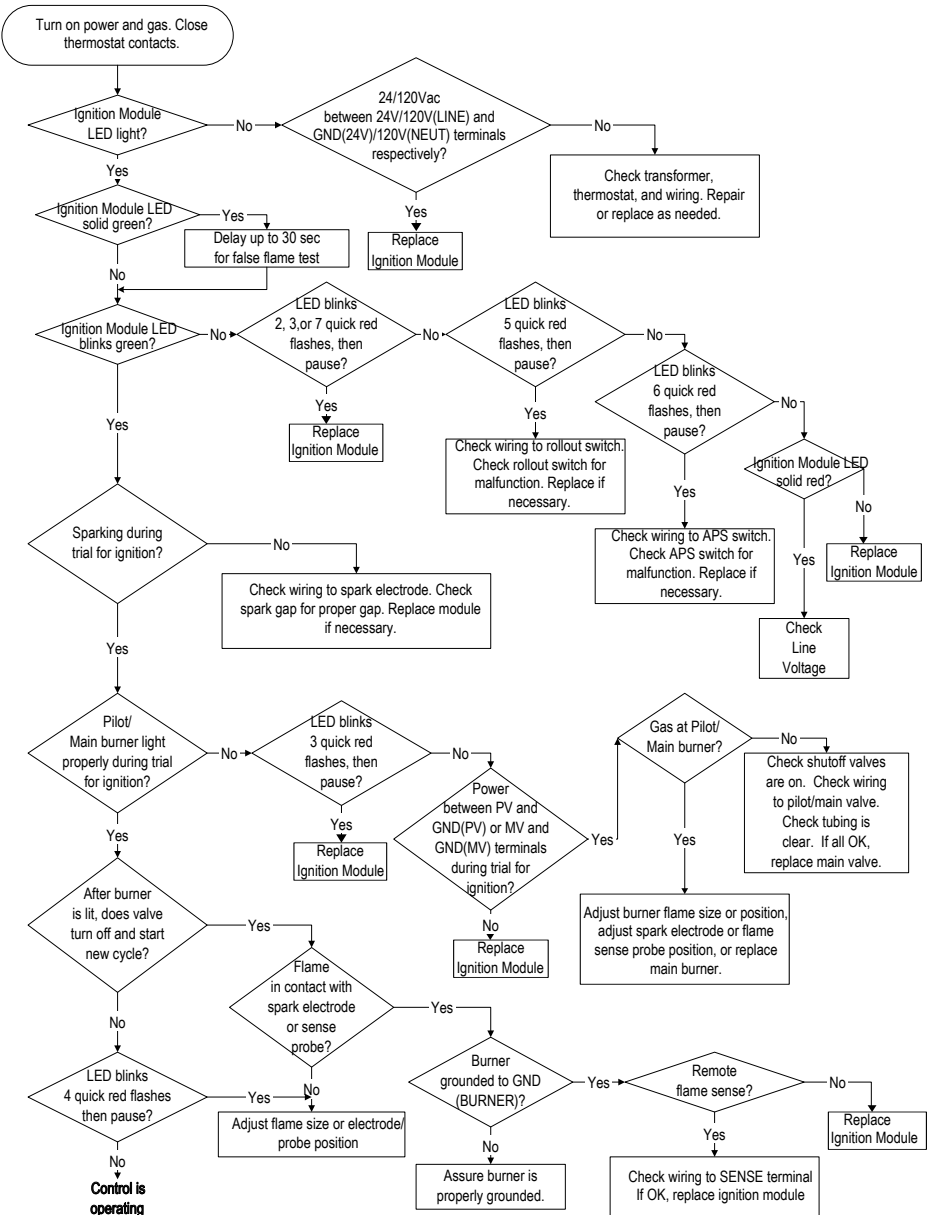 Turn on power and gas. Close
thermostat contacts.
Ignition Module
LED light?
No
24/120Vac
between 24V/120V(LINE) and
GND(24V)/120V(NEUT) terminals
respectively?
No
Check transformer,
thermostat, and wiring. Repair
or replace as needed.
Yes
Replace
Ignition Module
Yes
Ignition Module LED
solid green?
Yes
Delay up to 30 sec
for false flame test
No
Ignition Module LED
blinks green?
No
LED blinks
2, 3,or 7 quick red
flashes, then
pause?
Yes
Replace
Ignition Module
No
LED blinks
5 quick red
flashes, then
pause?
Yes
Check wiring to rollout switch.
Check rollout switch for
malfunction. Replace if
necessary.
No
LED blinks
6 quick red
flashes, then
pause?
Yes
Check wiring to APS switch.
Check APS switch for
malfunction. Replace if
necessary.
No
Ignition Module LED
solid red?
No
Replace
Ignition Module
Yes
Check
Line
Voltage
Yes
Sparking during
trial for ignition?
No
Check wiring to spark electrode. Check
spark gap for proper gap. Replace module
if necessary.
Yes
Pilot/
Main burner light
properly during trial
for ignition?
No
LED blinks
3 quick red
flashes, then
pause?
Yes
Replace
Ignition Module
No
Power
between PV and
GND(PV) or MV and
GND(MV) terminals
during trial for
ignition?
No
Replace
Ignition Module
Yes
Gas at Pilot/
Main burner?
No
Check shutoff valves
are on. Check wiring
to pilot/main valve.
Check tubing is
clear. If all OK,
replace main valve.
Yes
Adjust burner flame size or position,
adjust spark electrode or flame
sense probe position, or replace
main burner.
Yes
After burner
is lit, does valve
turn off and start
new cycle?
Yes
Flame
in contact with
spark electrode
or sense
probe?
No
Adjust flame size or electrode/
probe position
Yes
Burner
grounded to GND
(BURNER)?
No
Assure burner is
properly grounded.
Yes
Remote
flame sense?
No
Replace
Ignition Module
Yes
Check wiring to SENSE terminal
If OK, replace ignition module
No
LED blinks
4 quick red flashes
then pause?
Yes
No
Control is
operating